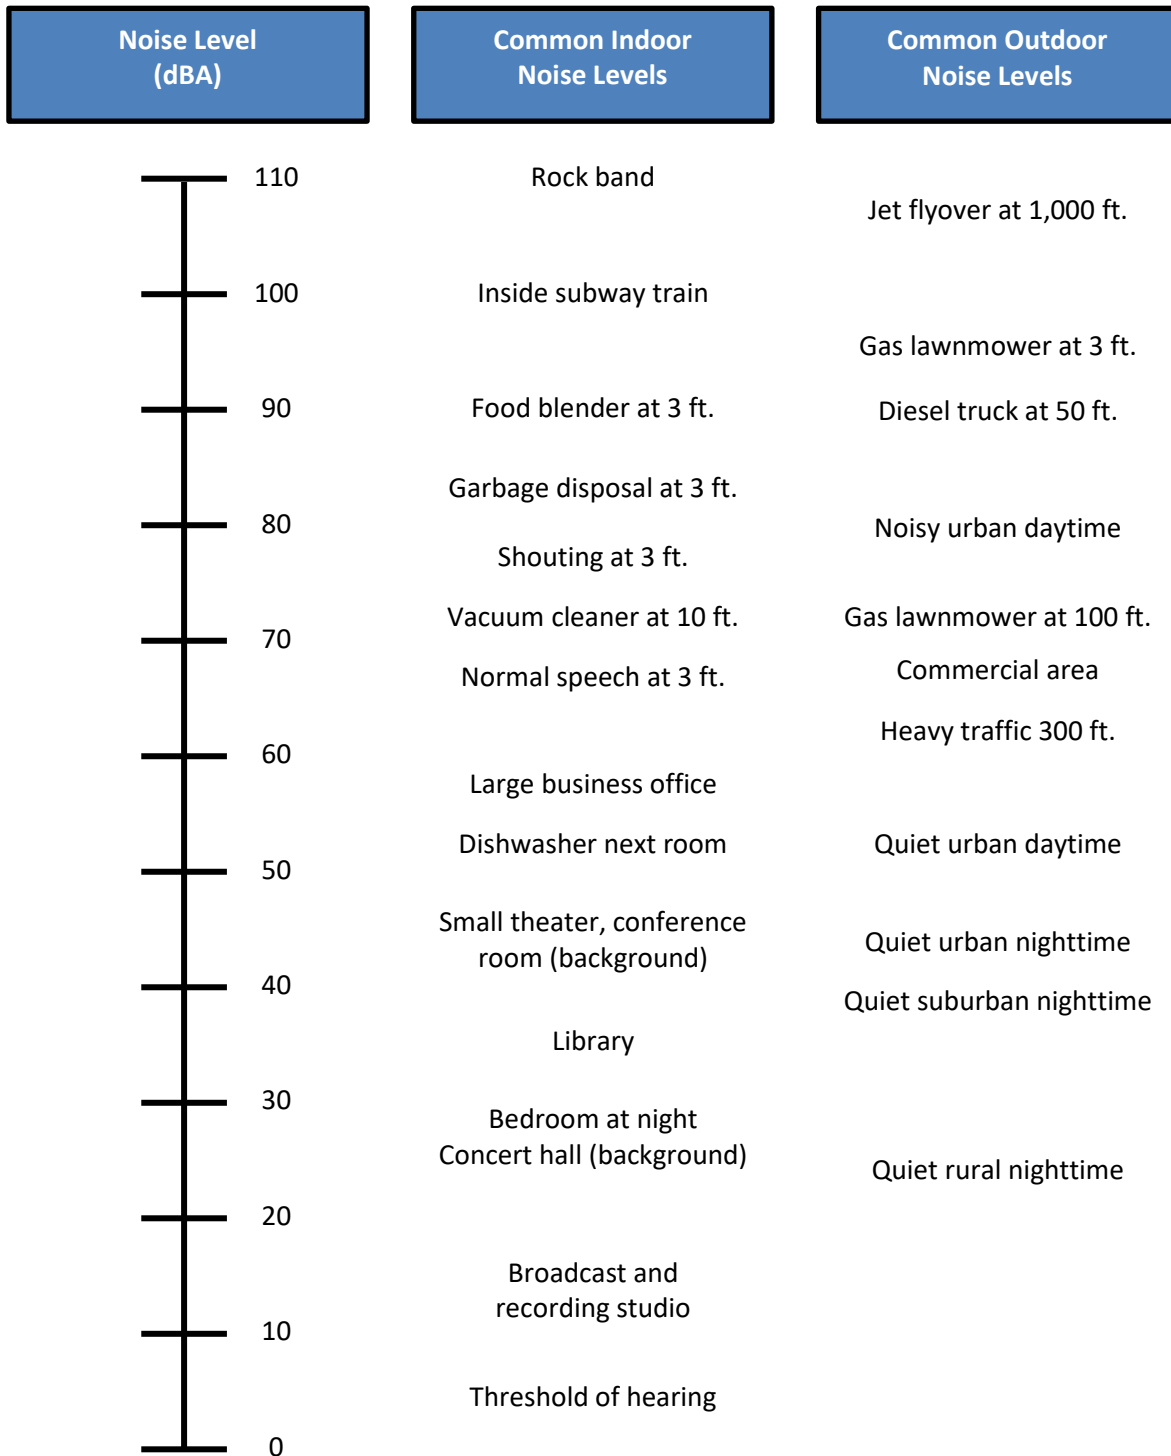 Noise Level
(dBA)
Common Indoor
Noise Levels
Common Outdoor
Noise Levels
110
Rock band
Jet flyover at 1,000 ft.
100
Inside subway train
Gas lawnmower at 3 ft.
90
Food blender at 3 ft.
Diesel truck at 50 ft.
Garbage disposal at 3 ft.
80
Noisy urban daytime
Shouting at 3 ft.
Vacuum cleaner at 10 ft.
Gas lawnmower at 100 ft.
70
Commercial area
Normal speech at 3 ft.
Heavy traffic 300 ft.
60
Large business office
Dishwasher next room
Quiet urban daytime
50
Small theater, conference
room (background)
Quiet urban nighttime
40
Quiet suburban nighttime
Library
30
Bedroom at night
Concert hall (background)
Quiet rural nighttime
20
Broadcast and
recording studio
10
Threshold of hearing
0